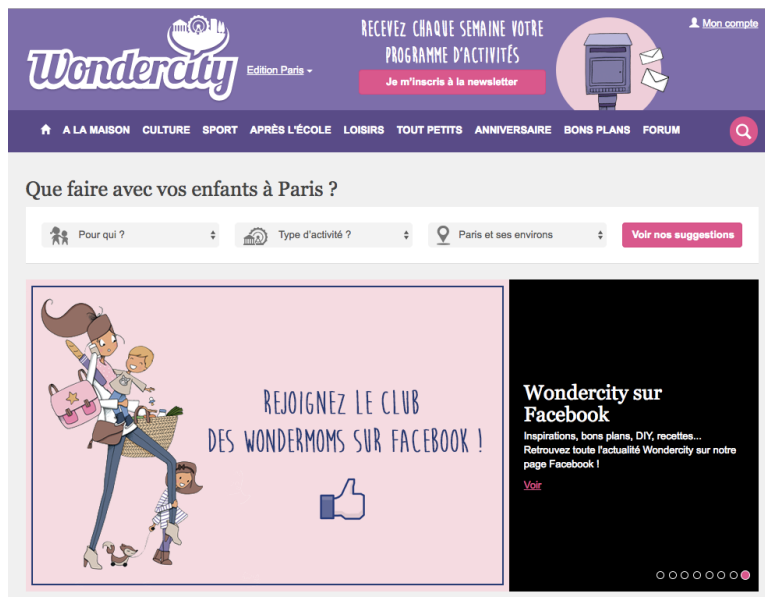 RECEVEZ CHAQUE SEMAINE VOTRE
PROGRAMME D'ACTIVITÉS
Je m'inscris à la newsletter
Mon compte
Wondercity
Edition Paris
A LA MAISON CULTURE SPORT APRÈS L'ÉCOLE LOISIRS TOUT PETITS ANNIVERSAIRE BONS PLANS FORUM
Que faire avec vos enfants à Paris ?
Pour qui ? Type d'activité ? Paris et ses environs Voir nos suggestions
REJOIGNEZ LE CLUB
DES WONDERMOMS SUR FACEBOOK !
Wondercity sur
Facebook
Inspirations, bons plans, DIY, recettes...
Retrouvez toute l'actualité Wondercity sur notre
page Facebook !
Voir